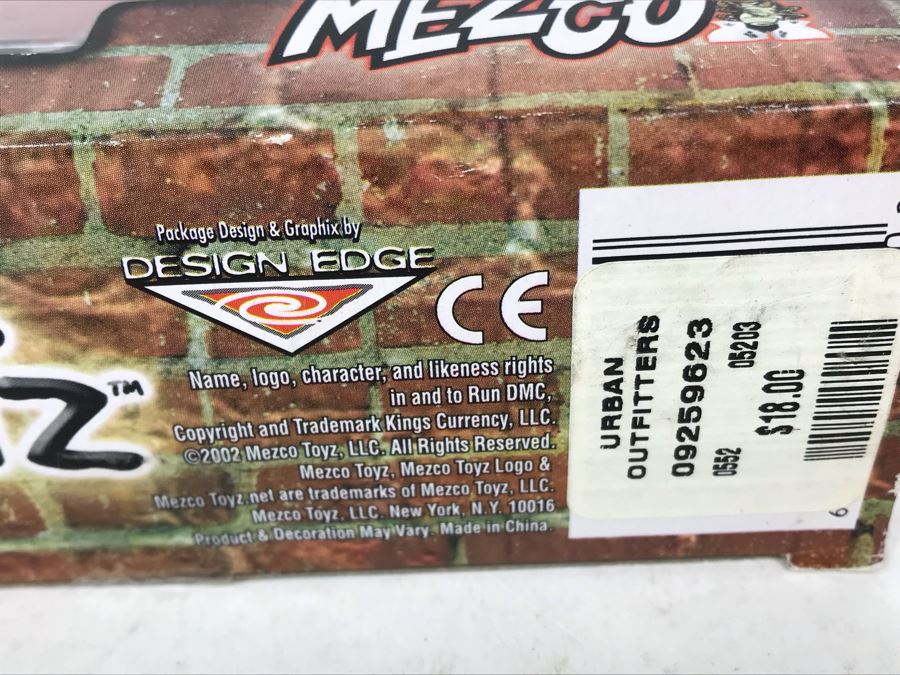 MEZCO
Package Design & Graphix by
DESIGN EDGE
CE
Z™
Name, logo, character, and likeness rights
in and to Run DMC,
Copyright and Trademark Kings Currency, LLC.
©2002 Mezco Toyz, LLC. All Rights Reserved.
Mezco Toyz, Mezco Toyz Logo &
Mezco Toyz.net are trademarks of Mezco Toyz, LLC.
Mezco Toyz, LLC. New York, N.Y. 10016
Product & Decoration May Vary. Made in China.
URBAN
OUTFITTERS
09259623
0552 05203
$18.00
6